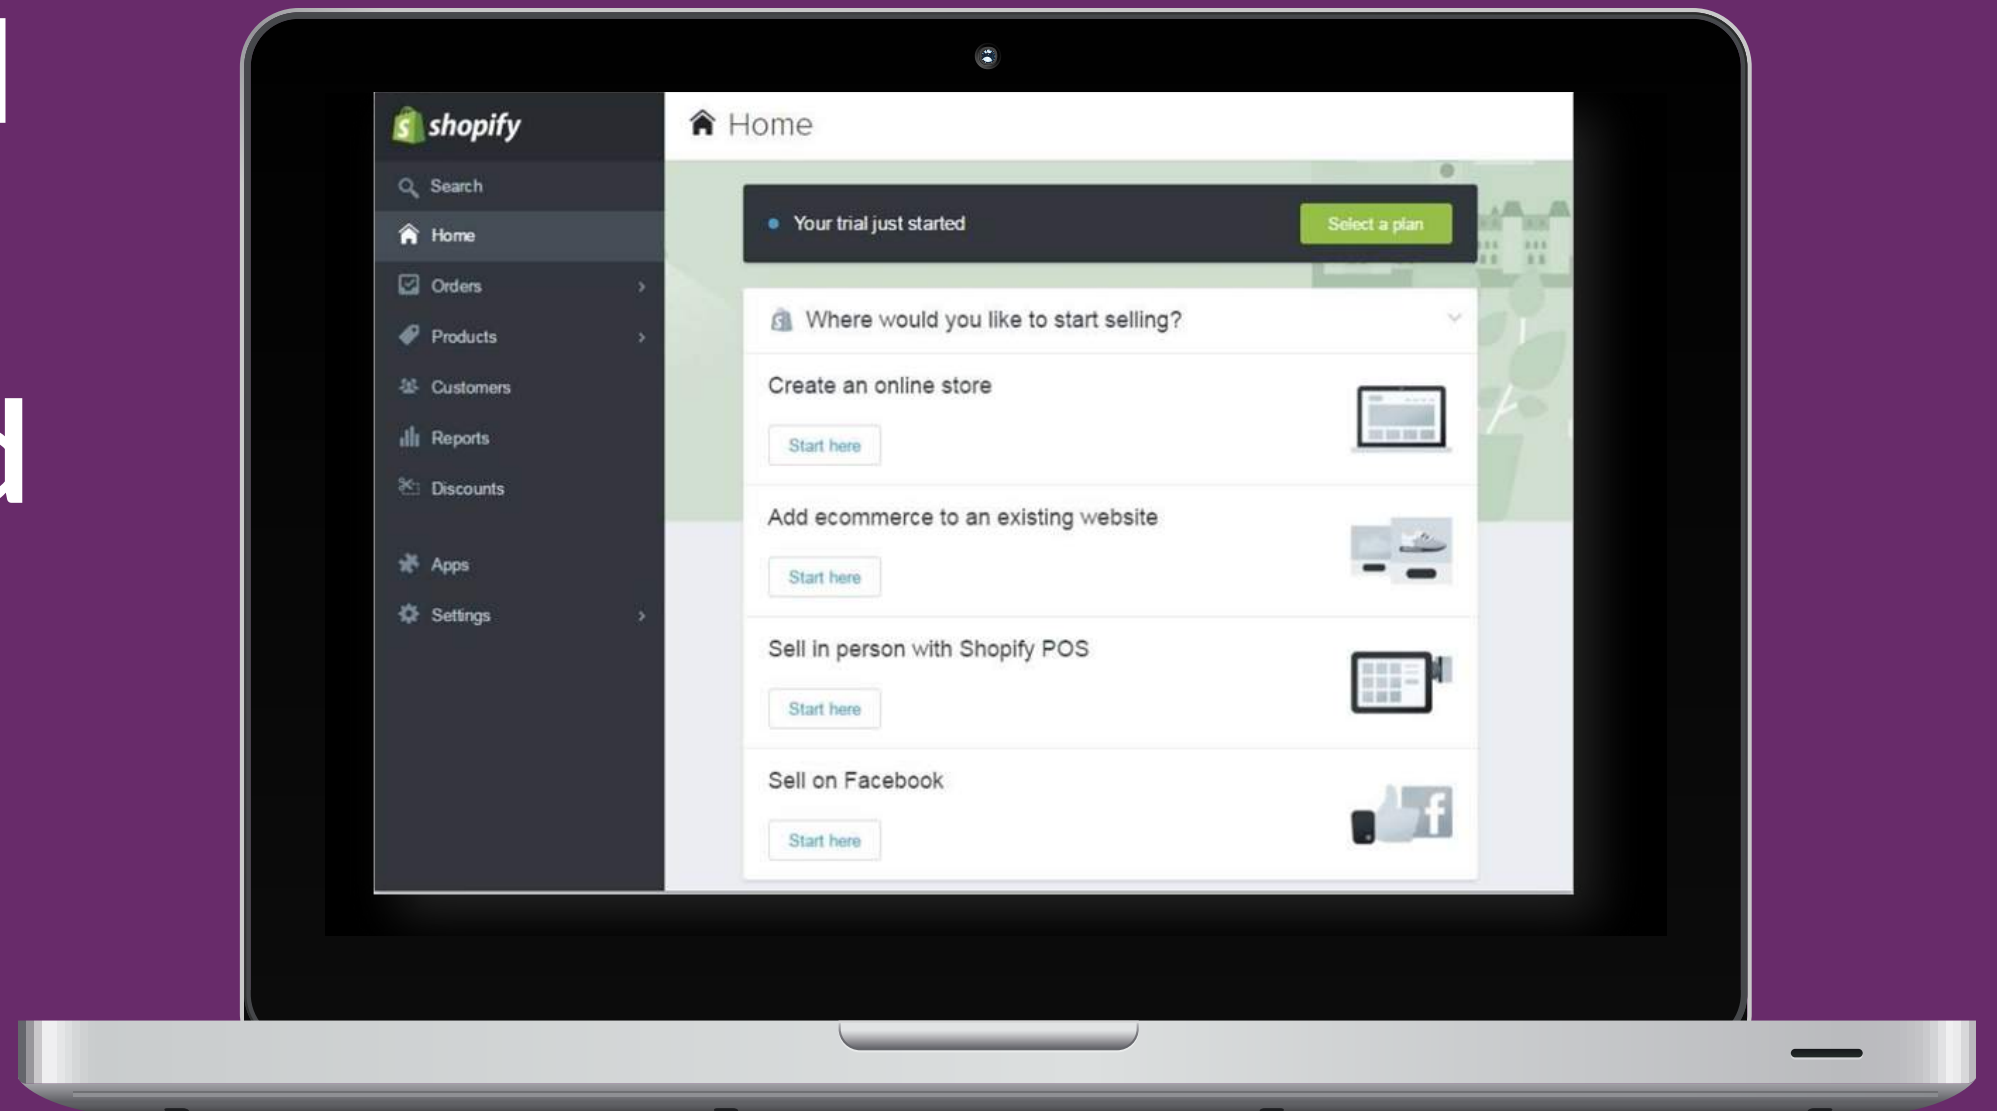 shopify
Search
Home
Orders
Products
Customers
Reports
Discounts
Apps
Settings
Home
Your trial just started
Select a plan
Where would you like to start selling?
Create an online store
Start here
Add ecommerce to an existing website
Start here
Sell in person with Shopify POS
Start here
Sell on Facebook
Start here